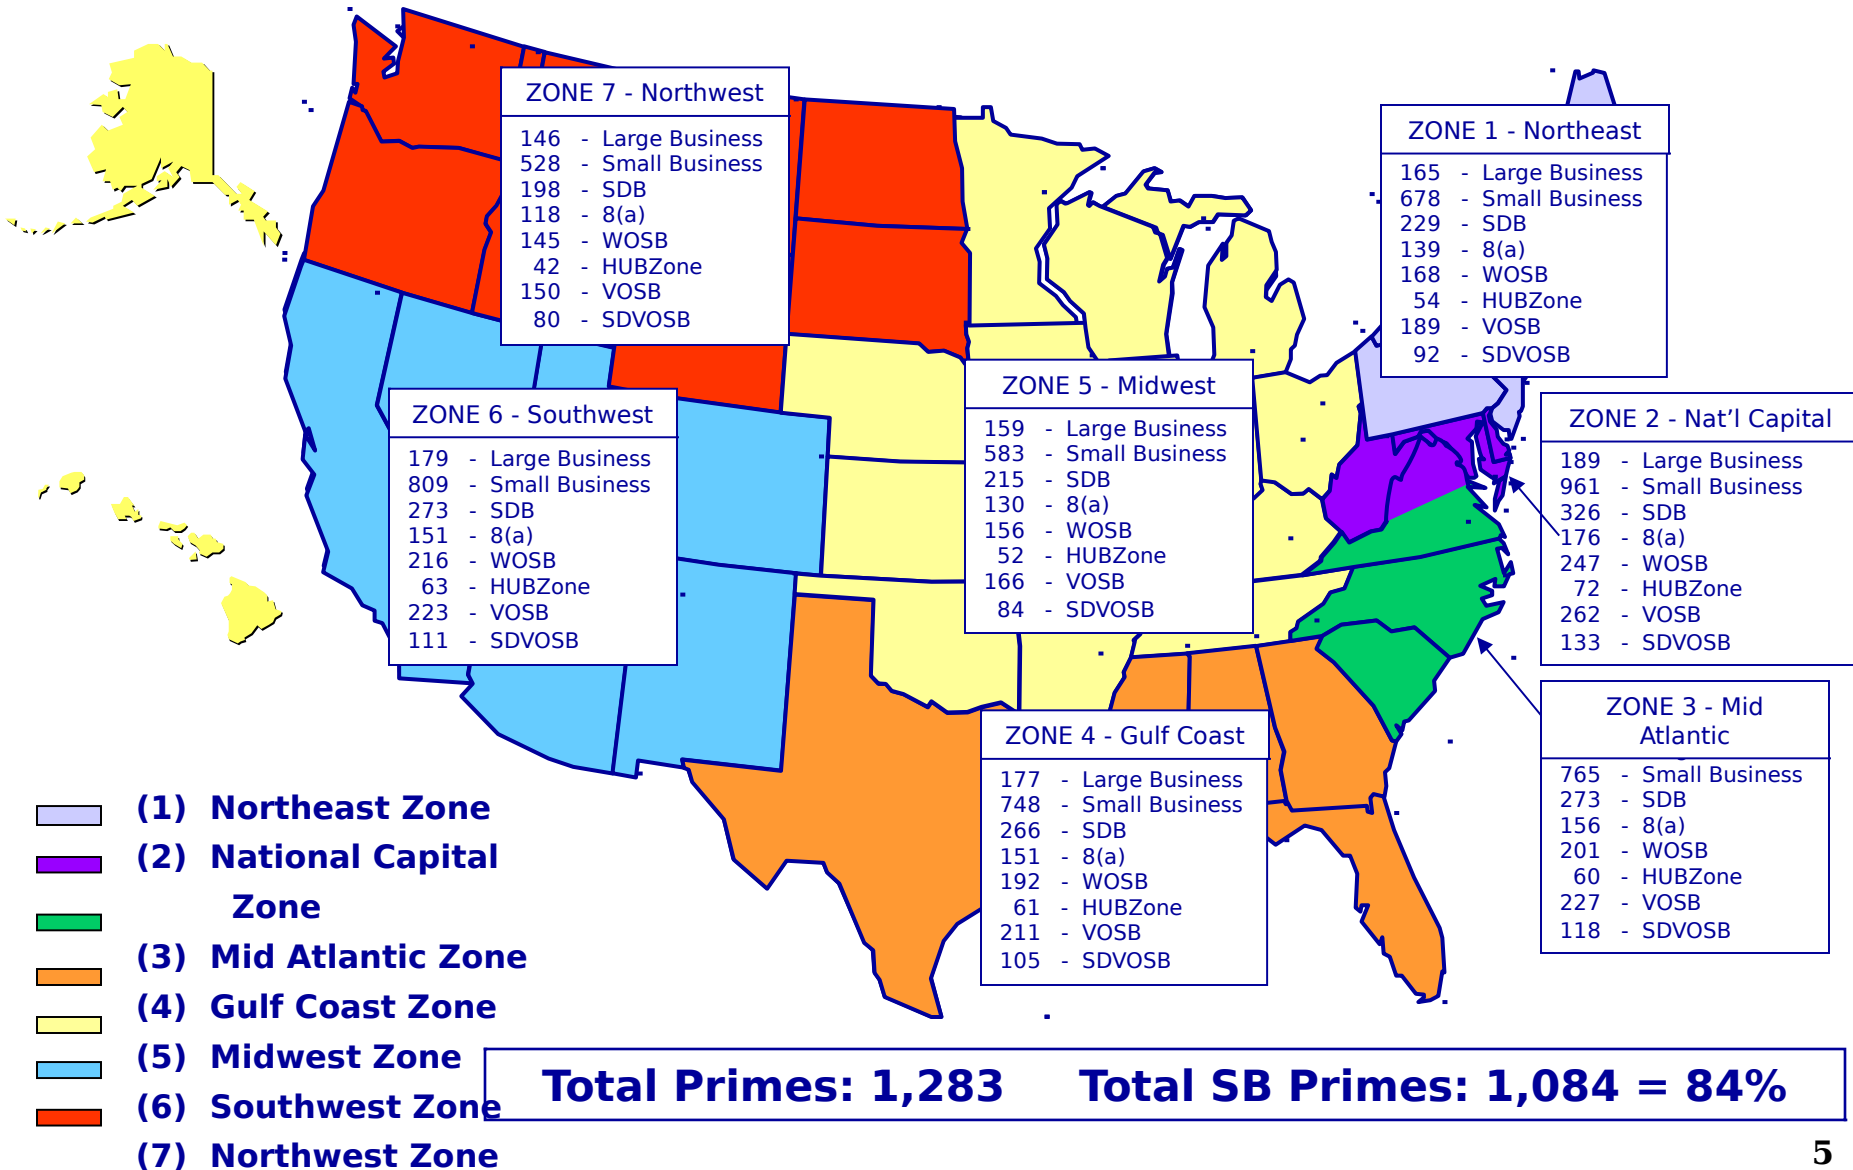 ZONE 7 - Northwest
146 - Large Business
528 - Small Business
198 - SDB
118 - 8(a)
145 - WOSB
42 - HUBZone
150 - VOSB
80 - SDVOSB
ZONE 1 - Northeast
165 - Large Business
678 - Small Business
229 - SDB
139 - 8(a)
168 - WOSB
54 - HUBZone
189 - VOSB
92 - SDVOSB
ZONE 6 - Southwest
179 - Large Business
809 - Small Business
273 - SDB
151 - 8(a)
216 - WOSB
63 - HUBZone
223 - VOSB
111 - SDVOSB
ZONE 5 - Midwest
159 - Large Business
583 - Small Business
215 - SDB
130 - 8(a)
156 - WOSB
52 - HUBZone
166 - VOSB
84 - SDVOSB
ZONE 2 - Nat’l Capital
189 - Large Business
961 - Small Business
326 - SDB
176 - 8(a)
247 - WOSB
72 - HUBZone
262 - VOSB
133 - SDVOSB
ZONE 4 - Gulf Coast
177 - Large Business
748 - Small Business
266 - SDB
151 - 8(a)
192 - WOSB
61 - HUBZone
211 - VOSB
105 - SDVOSB
ZONE 3 - Mid
Atlantic
765 - Small Business
273 - SDB
156 - 8(a)
201 - WOSB
60 - HUBZone
227 - VOSB
118 - SDVOSB
(1) Northeast Zone
(2) National Capital
Zone
(3) Mid Atlantic Zone
(4) Gulf Coast Zone
(5) Midwest Zone
(6) Southwest Zone
(7) Northwest Zone
Total Primes: 1,283 Total SB Primes: 1,084 = 84%
5